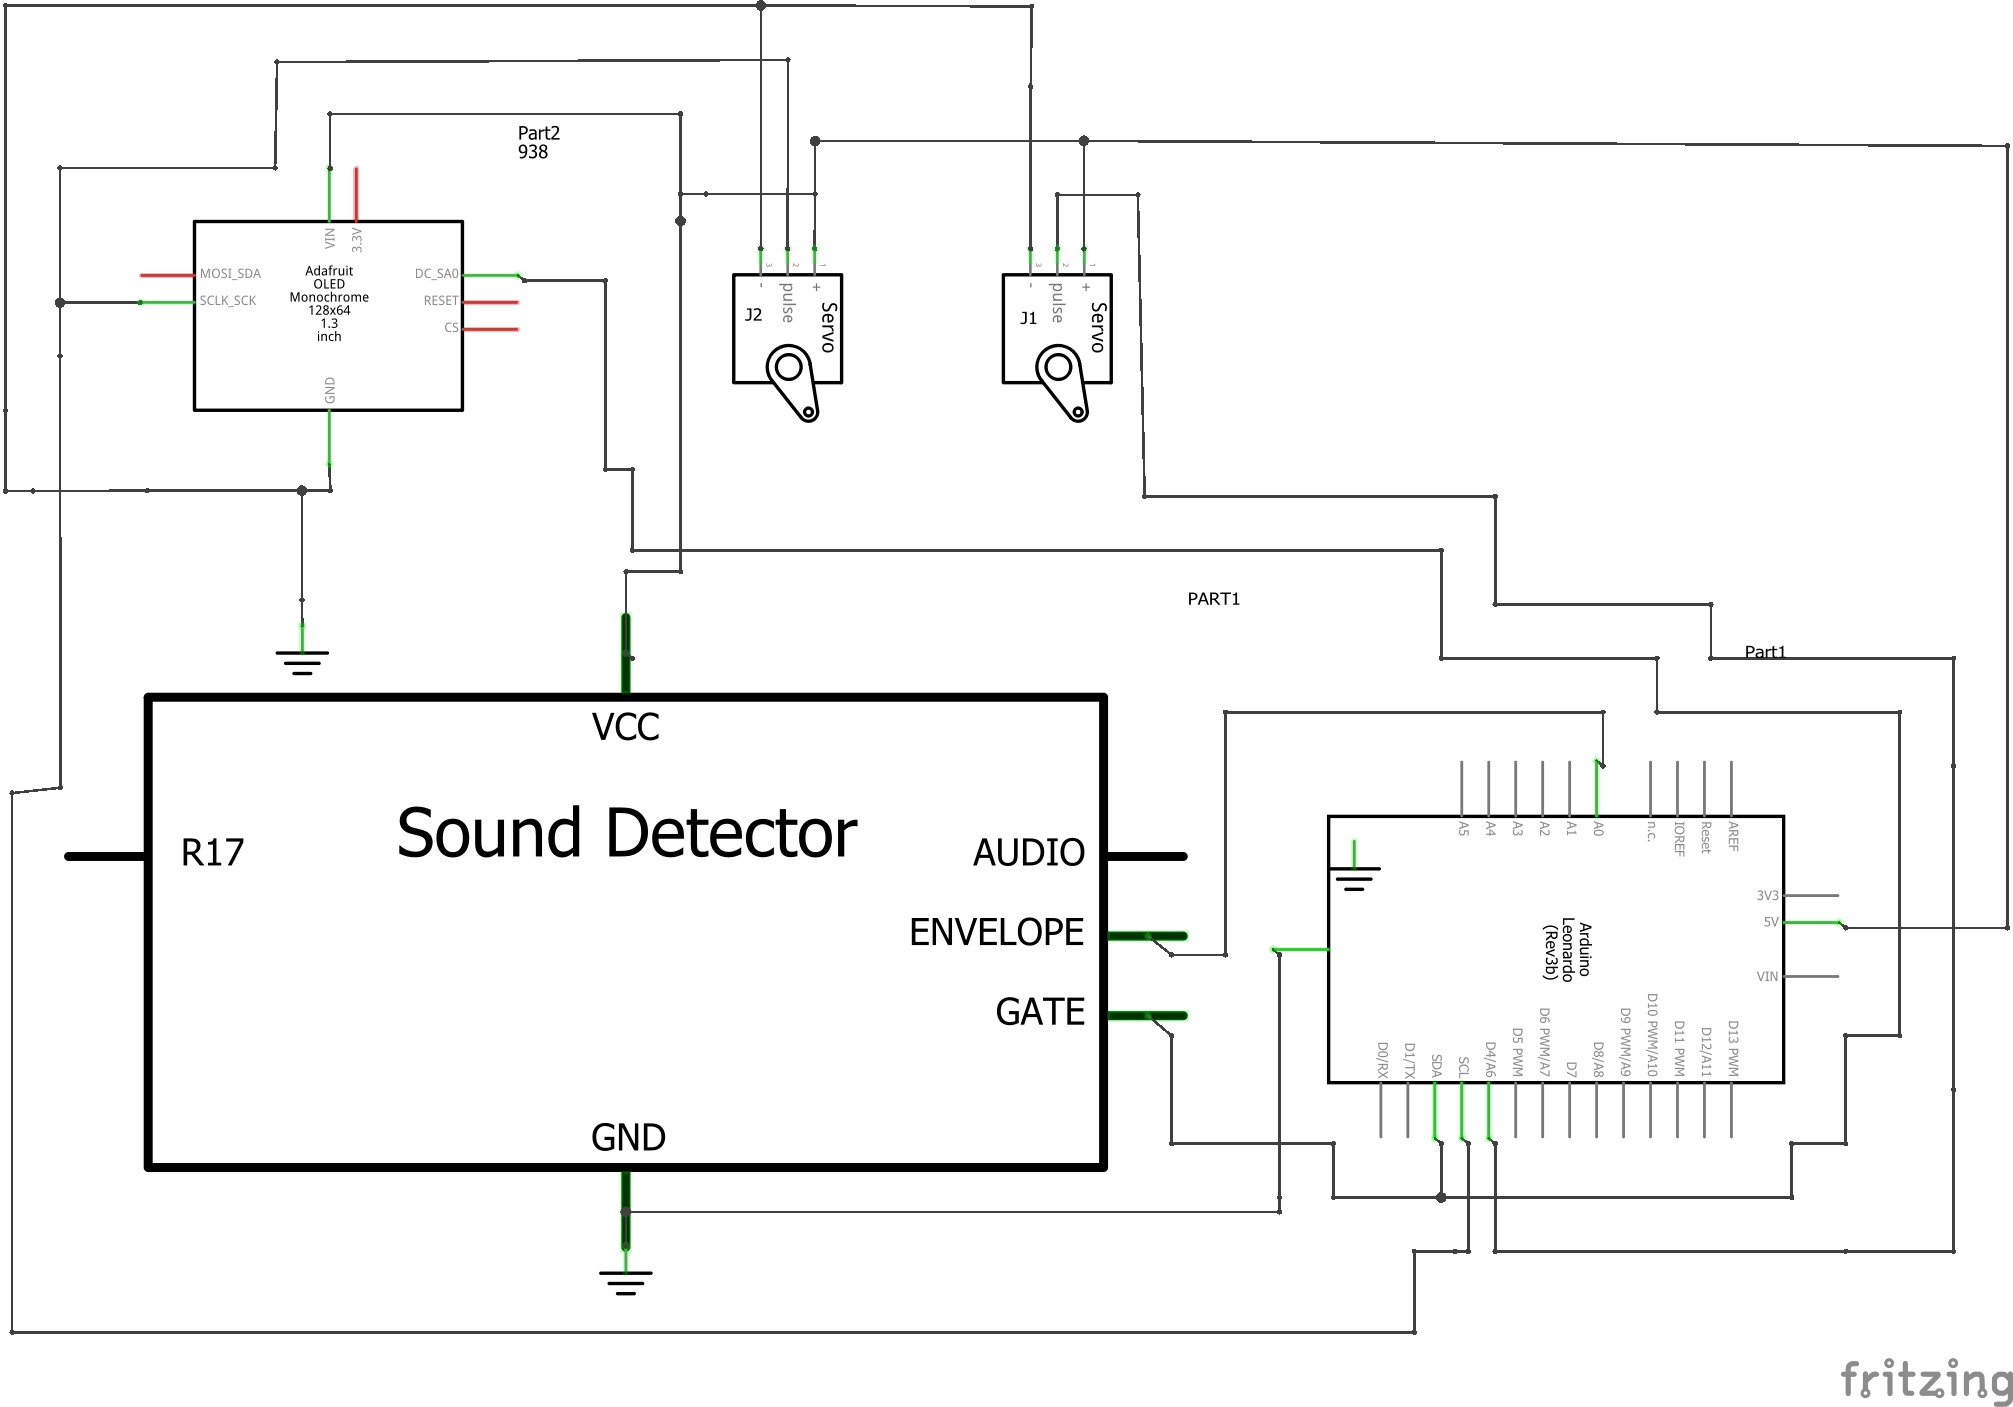 Part2
938
VIN
3.3V
MOSI_SDA
SCLK_SCK
Adafruit
OLED
Monochrome
128x64
1.3
inch
DC_SA0
RESET
CS
GND
3
2
1
-
pulse
+
J2
Servo
3
2
1
-
pulse
+
J1
Servo
PART1
Part1
VCC
Sound Detector
R17
AUDIO
ENVELOPE
GATE
GND
A5
A4
A3
A2
A1
A0
n.c.
IOREF
Reset
AREF
3V3
5V
VIN
Arduino
Leonardo
(Rev3b)
D0/RX
D1/TX
SDA
SCL
D4/A6
D5 PWM
D6 PWM/A7
D7
D8/A8
D9 PWM/A9
D10 PWM/A10
D11 PWM
D12/A11
D13 PWM
fritzing